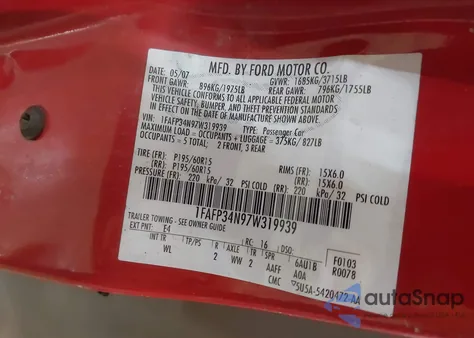 MFD. BY FORD MOTOR CO.
05/07 GVWR: 1685KG/3715LB
FRONT GAWR: 896KG/1975LB REAR GAWR: 796KG/1755LB
THIS VEHICLE CONFORMS TO ALL APPLICABLE FEDERAL MOTOR
VEHICLE SAFETY, BUMPER, AND THEFT PREVENTION STANDARDS
IN EFFECT ON THE DATE OF MANUFACTURE SHOWN ABOVE.
VIN: 1FAFP34N97W319939 TYPE: Passenger Car
MAXIMUM LOAD = OCCUPANTS + LUGGAGE = 375KG/827LB
OCCUPANTS = 5 TOTAL: 2 FRONT, 3 REAR
TIRE (FR): P195/60R15 RIMS (FR): 15X6.0
(RR): P195/60R15 (RR): 15X6.0
PRESSURE (FR): 220 kPa/ 32 PSI COLD
(RR): 220 kPa/ 32 PSI COLD
1FAFP34N97W319939
TRAILER TOWING - SEE OWNER GUIDE
EXT PNT: E4 RC: 16 DSO: F0103
R0078
INT TR TP/PS R AXLE TR SPR 6AU1B
WL 2 WW 2 AAFF A0A
CMC 5U5A-5420472 AA
autoSnap